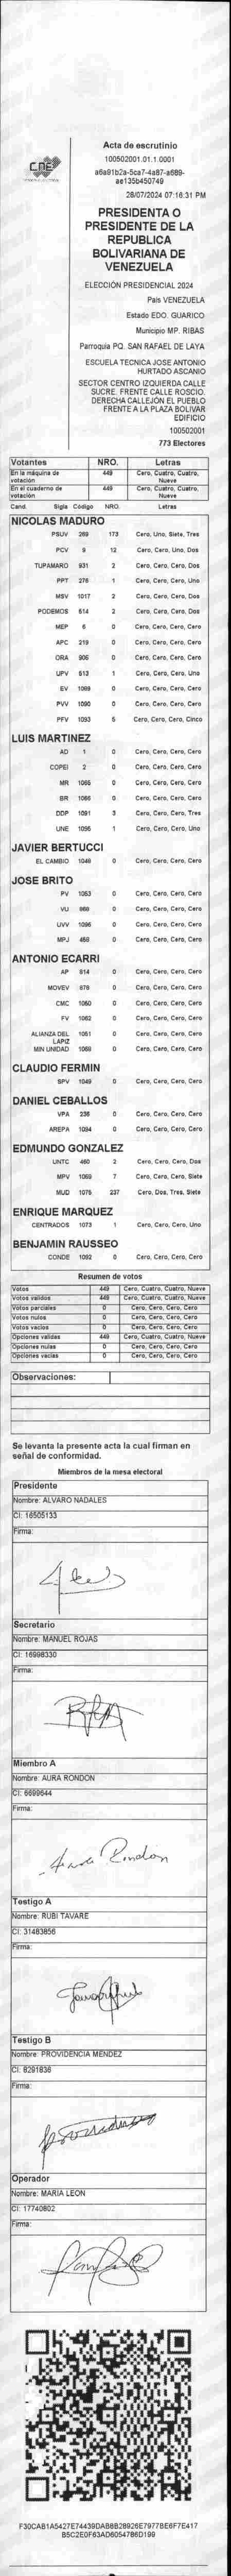 CNE
Acta de escrutinio
100502001.01.1.0001
a6a91b2a-5ca7-4a87-a689-
ae135b450749
28/07/2024 07:16:31 PM
PRESIDENTA O
PRESIDENTE DE LA
REPUBLICA
BOLIVARIANA DE
VENEZUELA
ELECCIÓN PRESIDENCIAL 2024
País VENEZUELA
Estado EDO. GUARICO
Municipio MP. RIBAS
Parroquia PQ. SAN RAFAEL DE LAYA
ESCUELA TECNICA JOSE ANTONIO
HURTADO ASCANIO
SECTOR CENTRO IZQUIERDA CALLE
SUCRE. FRENTE CALLE ROSCIO.
DERECHA CALLEJÓN EL PUEBLO
FRENTE A LA PLAZA BOLIVAR
EDIFICIO
100502001
773 Electores
Votantes NRO. Letras
En la máquina de votación 449 Cero, Cuatro, Cuatro, Nueve
En el cuaderno de votación 449 Cero, Cuatro, Cuatro, Nueve
Cand. Sigla Código NRO. Letras
NICOLAS MADURO
PSUV 269 173 Cero, Uno, Siete, Tres
PCV 9 12 Cero, Cero, Uno, Dos
TUPAMARO 931 2 Cero, Cero, Cero, Dos
PPT 276 1 Cero, Cero, Cero, Uno
MSV 1017 2 Cero, Cero, Cero, Dos
PODEMOS 614 2 Cero, Cero, Cero, Dos
MEP 6 0 Cero, Cero, Cero, Cero
APC 219 0 Cero, Cero, Cero, Cero
ORA 906 0 Cero, Cero, Cero, Cero
UPV 513 1 Cero, Cero, Cero, Uno
EV 1089 0 Cero, Cero, Cero, Cero
PVV 1090 0 Cero, Cero, Cero, Cero
PFV 1093 5 Cero, Cero, Cero, Cinco
LUIS MARTINEZ
AD 1 0 Cero, Cero, Cero, Cero
COPEI 2 0 Cero, Cero, Cero, Cero
MR 1065 0 Cero, Cero, Cero, Cero
BR 1066 0 Cero, Cero, Cero, Cero
DDP 1091 3 Cero, Cero, Cero, Tres
UNE 1095 1 Cero, Cero, Cero, Uno
JAVIER BERTUCCI
EL CAMBIO 1048 0 Cero, Cero, Cero, Cero
JOSE BRITO
PV 1053 0 Cero, Cero, Cero, Cero
VU 969 0 Cero, Cero, Cero, Cero
UVV 1096 0 Cero, Cero, Cero, Cero
MPJ 458 0 Cero, Cero, Cero, Cero
ANTONIO ECARRI
AP 814 0 Cero, Cero, Cero, Cero
MOVEV 879 0 Cero, Cero, Cero, Cero
CMC 1050 0 Cero, Cero, Cero, Cero
FV 1062 0 Cero, Cero, Cero, Cero
ALIANZA DEL LAPIZ 1051 0 Cero, Cero, Cero, Cero
MIN UNIDAD 1069 0 Cero, Cero, Cero, Cero
CLAUDIO FERMIN
SPV 1049 0 Cero, Cero, Cero, Cero
DANIEL CEBALLOS
VPA 236 0 Cero, Cero, Cero, Cero
AREPA 1094 0 Cero, Cero, Cero, Cero
EDMUNDO GONZALEZ
UNTC 460 2 Cero, Cero, Cero, Dos
MPV 1069 7 Cero, Cero, Cero, Siete
MUD 1075 237 Cero, Dos, Tres, Siete
ENRIQUE MARQUEZ
CENTRADOS 1073 1 Cero, Cero, Cero, Uno
BENJAMIN RAUSSEO
CONDE 1092 0 Cero, Cero, Cero, Cero
Resumen de votos
Votos 449 Cero, Cuatro, Cuatro, Nueve
Votos validos 449 Cero, Cuatro, Cuatro, Nueve
Votos parciales 0 Cero, Cero, Cero, Cero
Votos nulos 0 Cero, Cero, Cero, Cero
Votos vacios 0 Cero, Cero, Cero, Cero
Opciones validas 449 Cero, Cuatro, Cuatro, Nueve
Opciones nulas 0 Cero, Cero, Cero, Cero
Opciones vacias 0 Cero, Cero, Cero, Cero
Observaciones:
Se levanta la presente acta la cual firman en
señal de conformidad.
Miembros de la mesa electoral
Presidente
Nombre: ALVARO NADALES
CI: 16505133
Firma:
Secretario
Nombre: MANUEL ROJAS
CI: 16998330
Firma:
Miembro A
Nombre: AURA RONDON
CI: 6699644
Firma:
Rondon
Testigo A
Nombre: RUBI TAVARE
CI: 31483856
Firma:
Testigo B
Nombre: PROVIDENCIA MENDEZ
CI: 8291836
Firma:
Operador
Nombre: MARIA LEON
CI: 17740802
Firma:
F30CAB1A5427E74439DAB8B28926E7977BE6F7E417
B5C2E0F63AD6054786D199